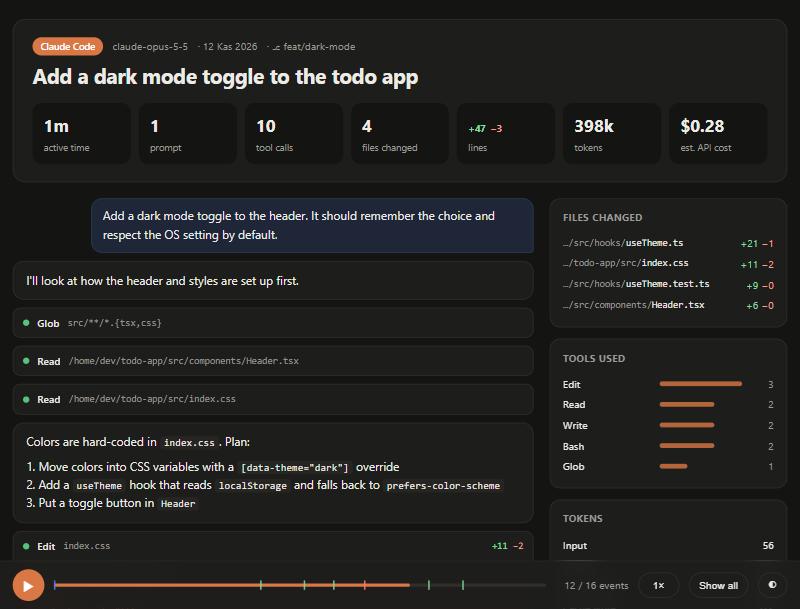 Claude Code claude-opus-5-5 · 12 Kas 2026 · feat/dark-mode
Add a dark mode toggle to the todo app
1m
active time
1
prompt
10
tool calls
4
files changed
+47 −3
lines
398k
tokens
$0.28
est. API cost
Add a dark mode toggle to the header. It should remember the choice and
respect the OS setting by default.
I'll look at how the header and styles are set up first.
Glob src/**/*.{tsx,css}
Read /home/dev/todo-app/src/components/Header.tsx
Read /home/dev/todo-app/src/index.css
Colors are hard-coded in index.css. Plan:
1. Move colors into CSS variables with a [data-theme="dark"] override
2. Add a useTheme hook that reads localStorage and falls back to prefers-color-scheme
3. Put a toggle button in Header
Edit index.css +11 −2
FILES CHANGED
…/src/hooks/useTheme.ts +21 −1
…/todo-app/src/index.css +11 −2
…/src/hooks/useTheme.test.ts +9 −0
…/src/components/Header.tsx +6 −0
TOOLS USED
Edit 3
Read 2
Write 2
Bash 2
Glob 1
TOKENS
Input 56
12 / 16 events 1× Show all